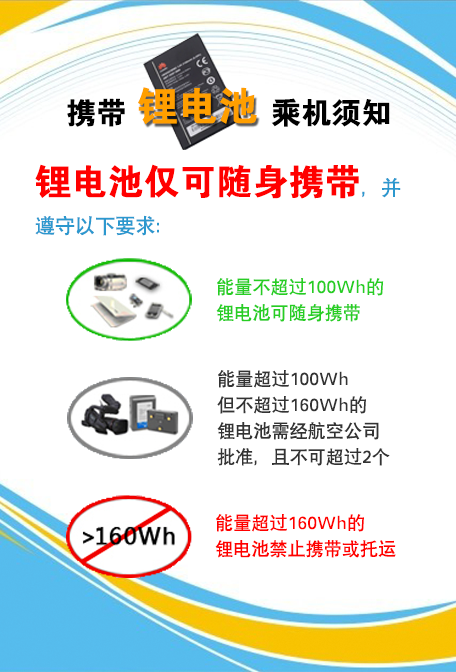 携带 锂电池 乘机须知
锂电池仅可随身携带，并
遵守以下要求:
能量不超过100Wh的
锂电池可随身携带
能量超过100Wh
但不超过160Wh的
锂电池需经航空公司
批准，且不可超过2个
>160Wh
能量超过160Wh的
锂电池禁止携带或托运